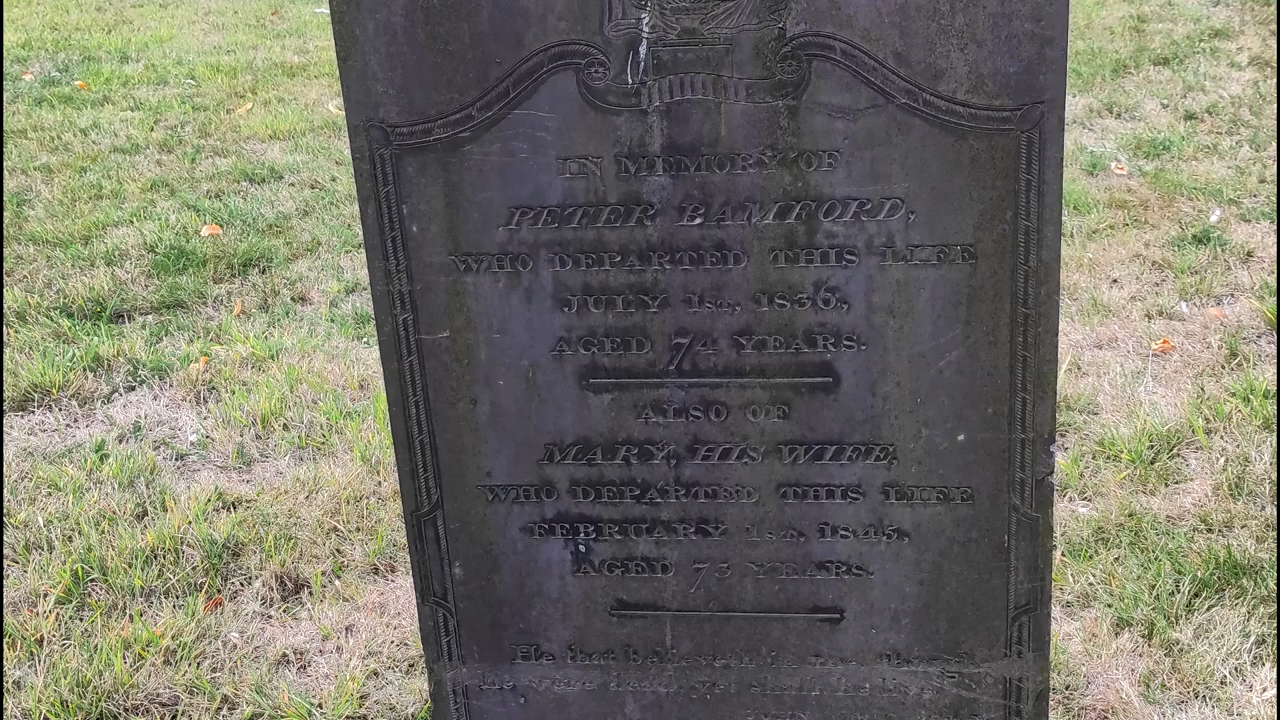 IN MEMORY OF
PETER BAMFORD,
WHO DEPARTED THIS LIFE
JULY 1ST, 1836,
AGED 74 YEARS.
ALSO OF
MARY, HIS WIFE,
WHO DEPARTED THIS LIFE
FEBRUARY 1ST, 1845,
AGED 75 YEARS.
He that believeth in me, though
he were dead, yet shall he live.